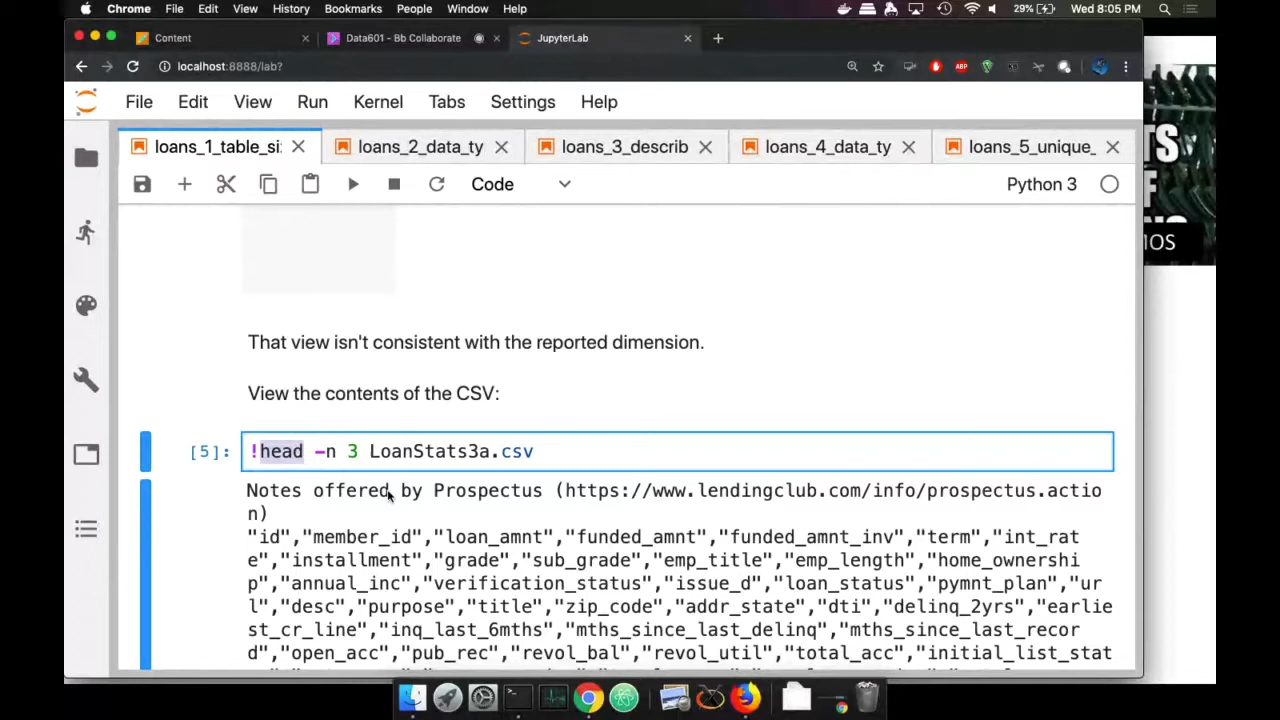 Chrome File Edit View History Bookmarks People Window Help 29% Wed 8:05 PM
Content Data601 - Bb Collaborate JupyterLab
localhost:8888/lab?
ABP
File Edit View Run Kernel Tabs Settings Help
loans_1_table_si: loans_2_data_ty loans_3_describ loans_4_data_ty loans_5_unique_
Code Python 3
That view isn't consistent with the reported dimension.
View the contents of the CSV:
[5]: !head -n 3 LoanStats3a.csv
Notes offered by Prospectus (https://www.lendingclub.com/info/prospectus.actio
n)
"id","member_id","loan_amnt","funded_amnt","funded_amnt_inv","term","int_rat
e","installment","grade","sub_grade","emp_title","emp_length","home_ownershi
p","annual_inc","verification_status","issue_d","loan_status","pymnt_plan","ur
l","desc","purpose","title","zip_code","addr_state","dti","delinq_2yrs","earlie
st_cr_line","inq_last_6mths","mths_since_last_delinq","mths_since_last_recor
d","open_acc","pub_rec","revol_bal","revol_util","total_acc","initial_list_stat